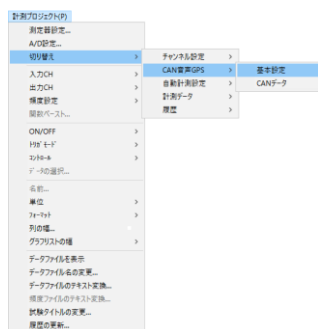 計測プロジェクト(P)
測定器設定...
A/D設定...
切り替え
チャンネル設定
CAN音声GPS
基本設定
自動計測設定
CANデータ
計測データ
履歴
入力CH
出力CH
頻度設定
関数ペースト...
ON/OFF
トリガモード
コントロール
データの選択...
名前...
単位
フォーマット
列の幅...
グラフリストの幅
データファイルを表示
データファイル名の変更...
データファイルのテキスト変換...
頻度ファイルのテキスト変換...
試験タイトルの変更...
履歴の更新...